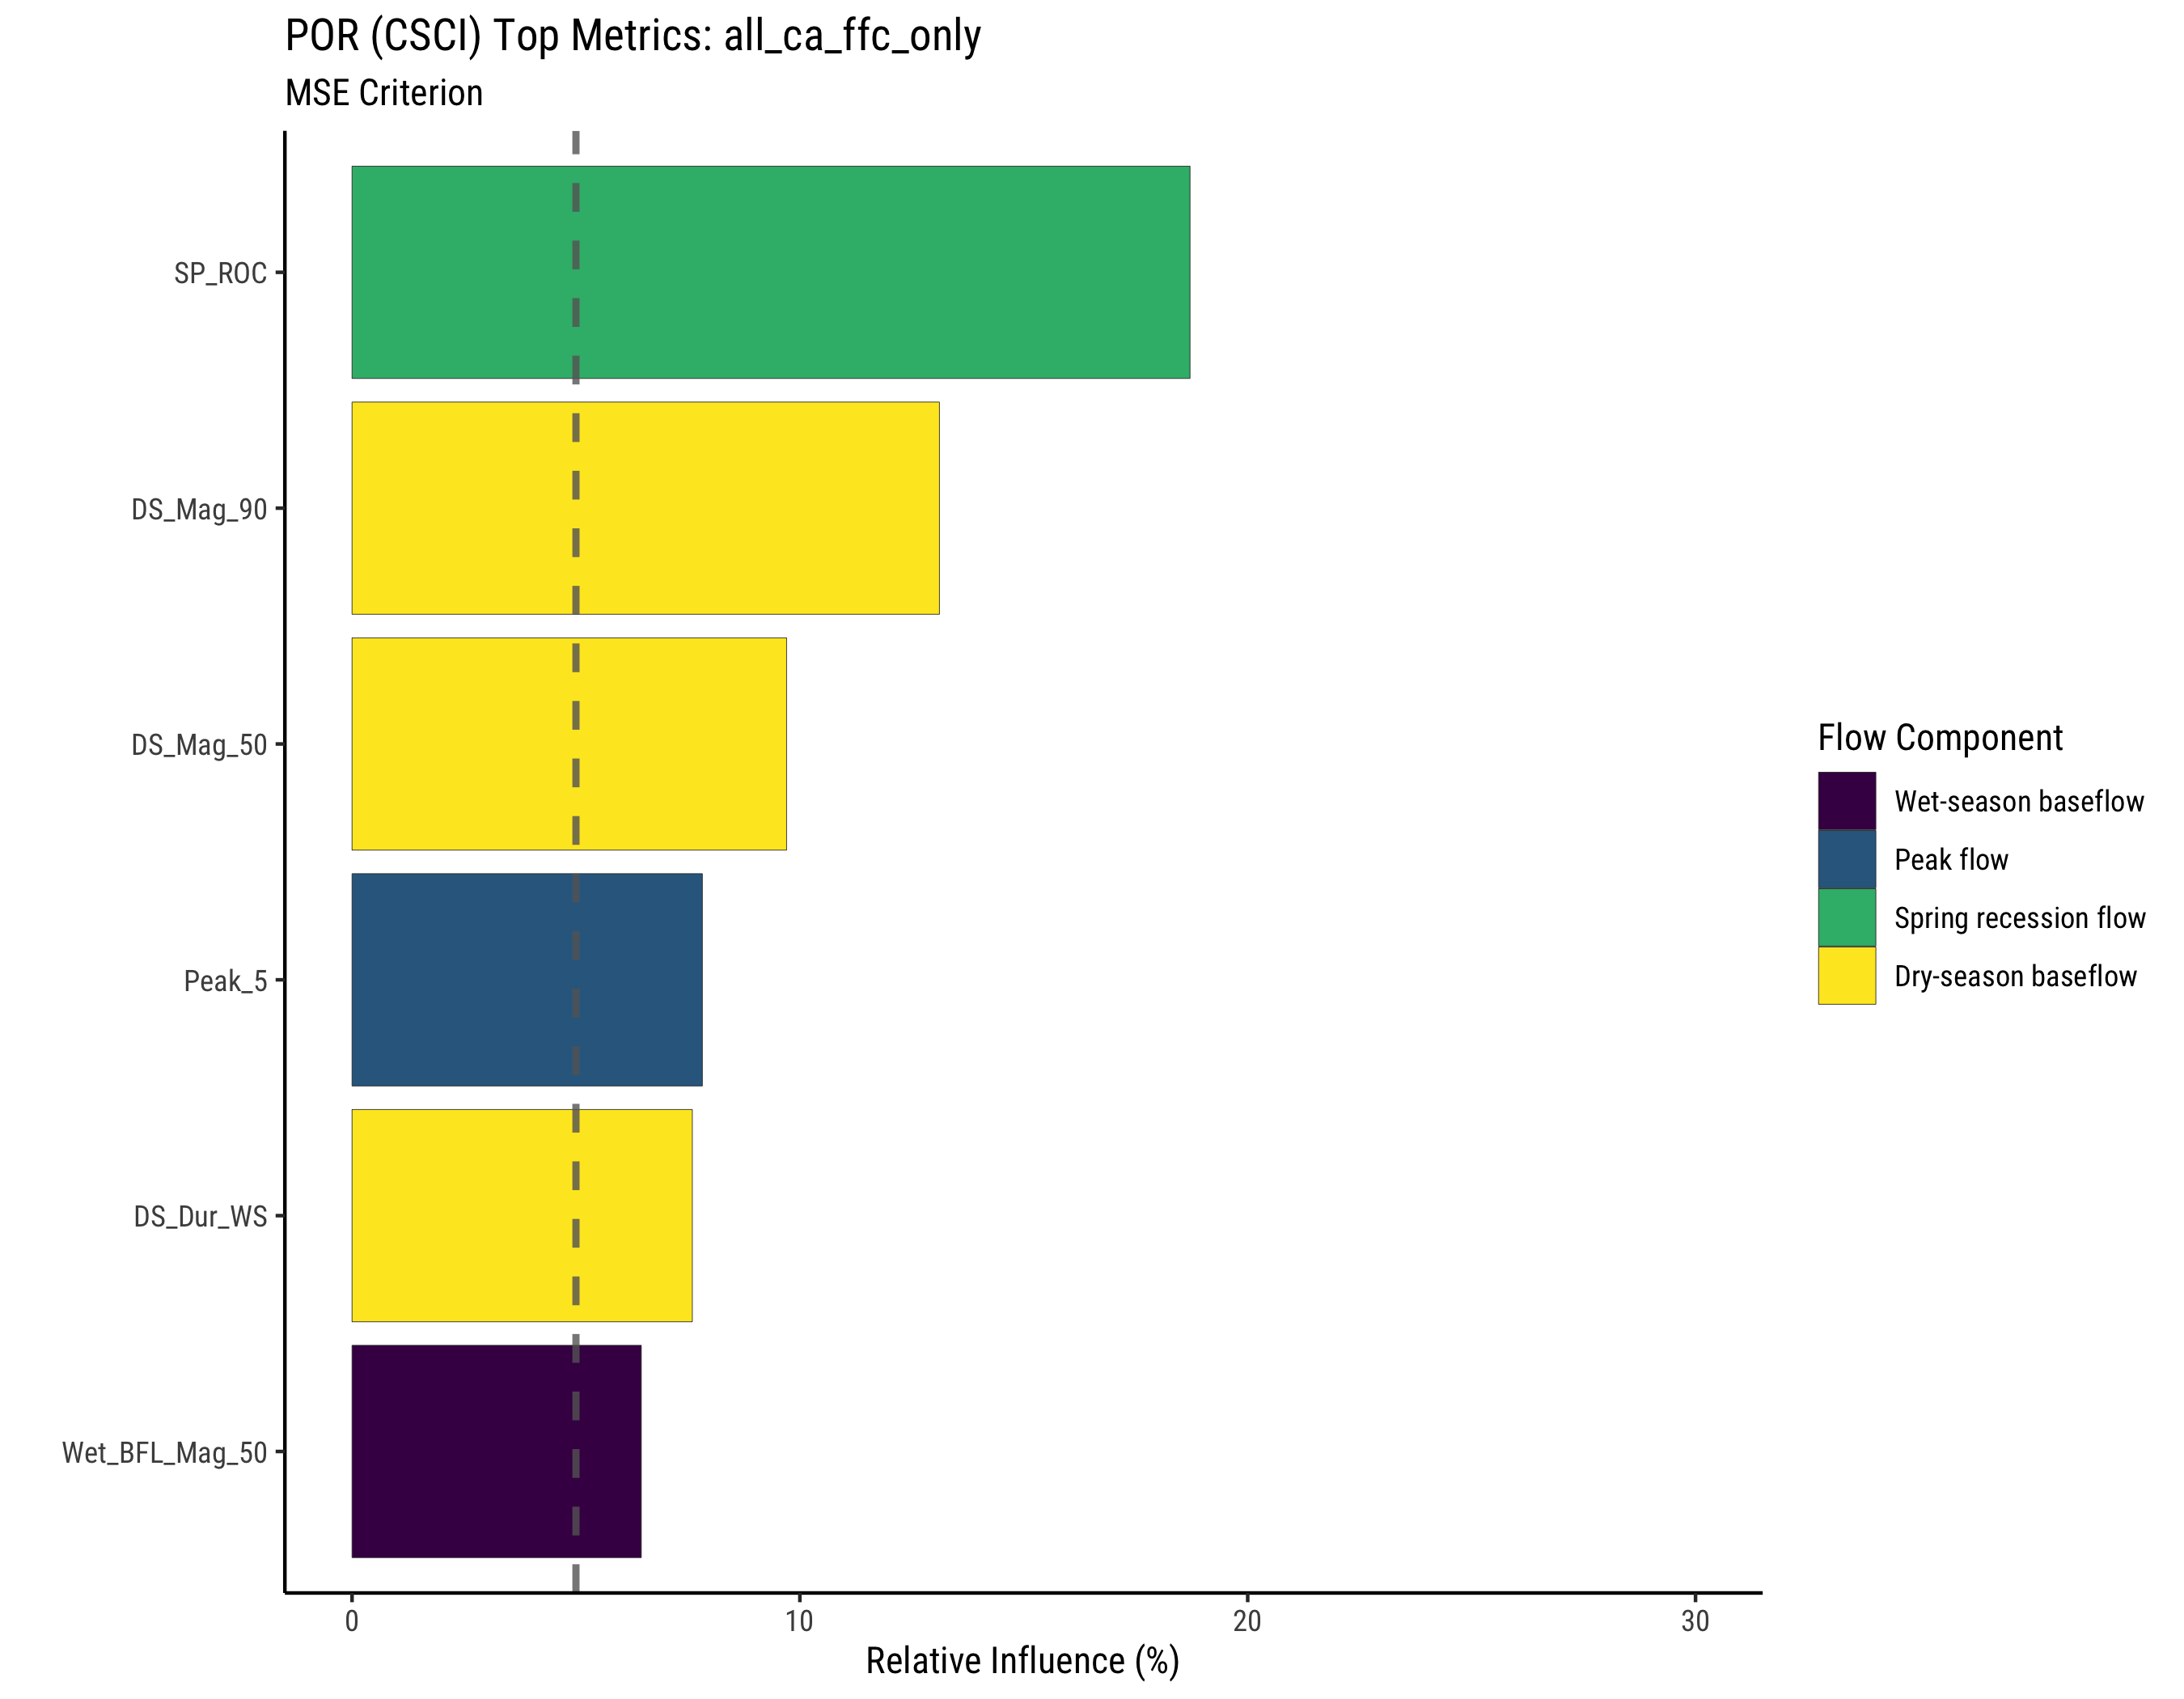 POR (CSCI) Top Metrics: all_ca_ffc_only
MSE Criterion
SP_ROC
DS_Mag_90
DS_Mag_50
Peak_5
DS_Dur_WS
Wet_BFL_Mag_50
0
10
20
30
Relative Influence (%)
Flow Component
Wet-season baseflow
Peak flow
Spring recession flow
Dry-season baseflow